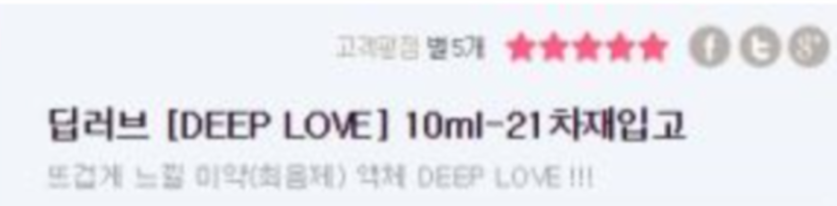 고객평점 별 5개 ★★★★★ f t g+
딥러브 [DEEP LOVE] 10ml-21차재입고
뜨겁게 느낄 미약(최음제) 액체 DEEP LOVE !!!